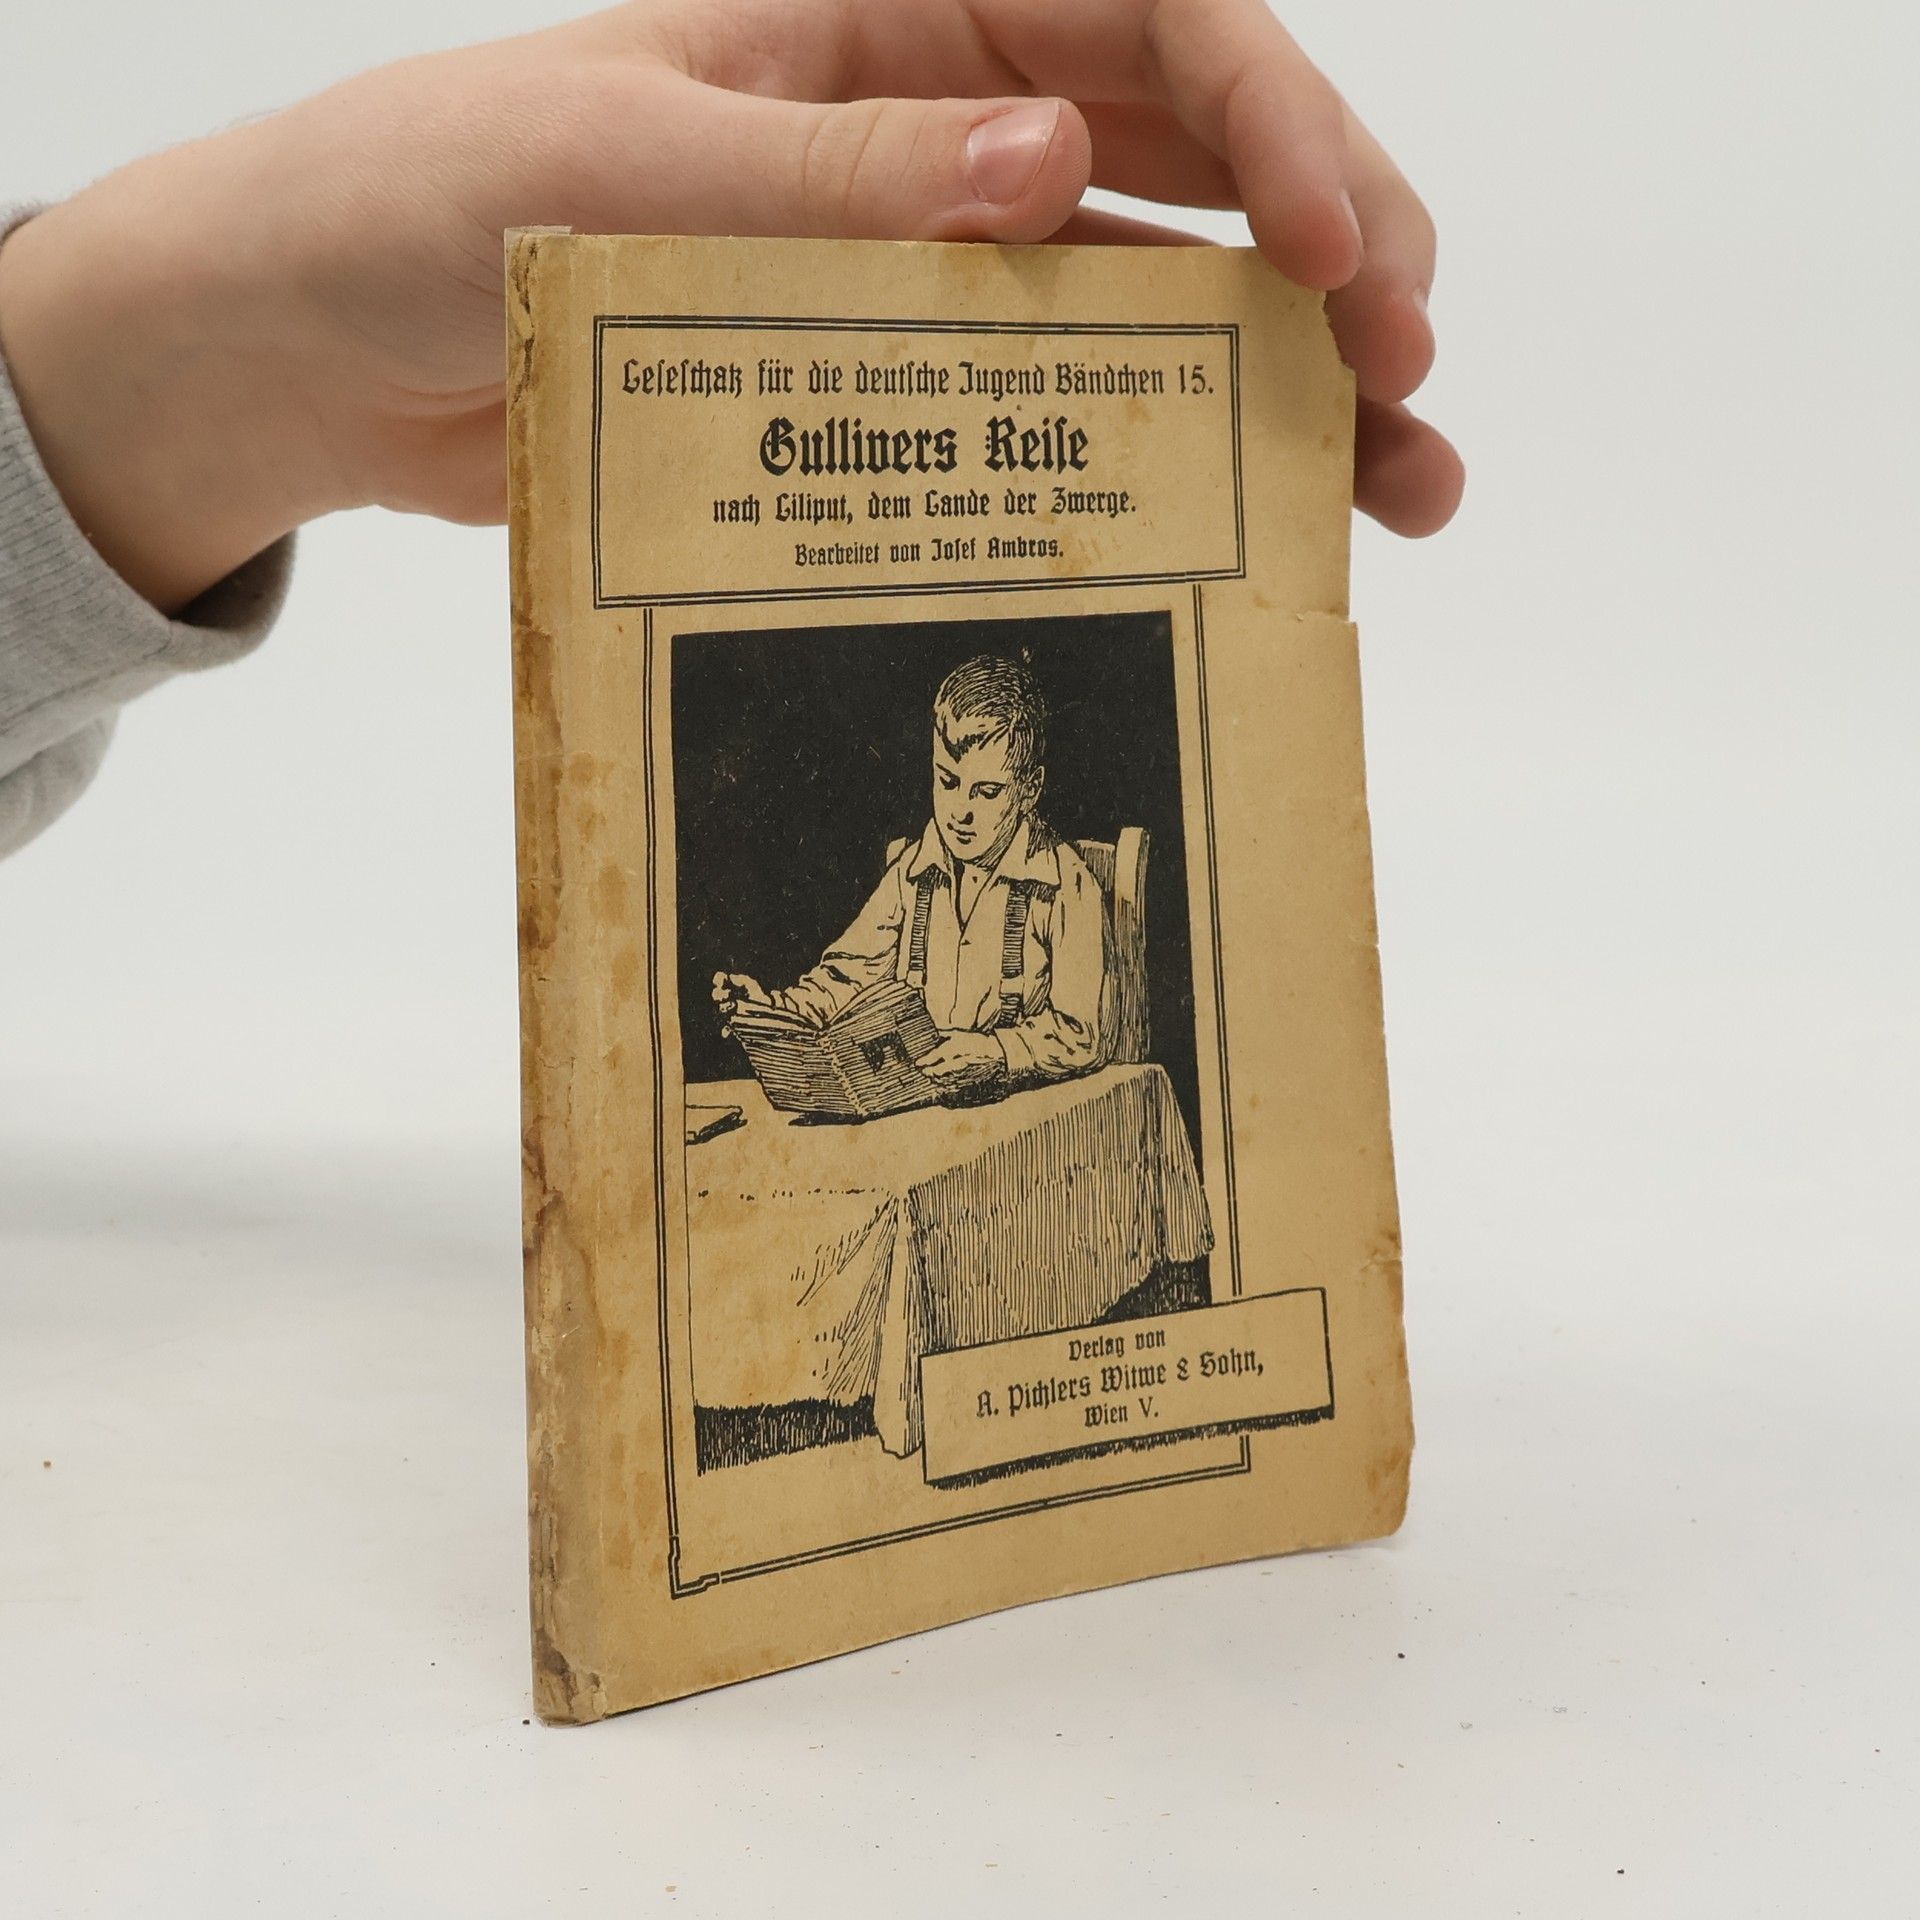 Leseschatz für die deutsche Jugend Bändchen 15.
Gullivers Reise
nach Liliput, dem Lande der Zwerge.
Bearbeitet von Josef Ambros.
Verlag von
A. Pichlers Witwe & Sohn,
Wien V.